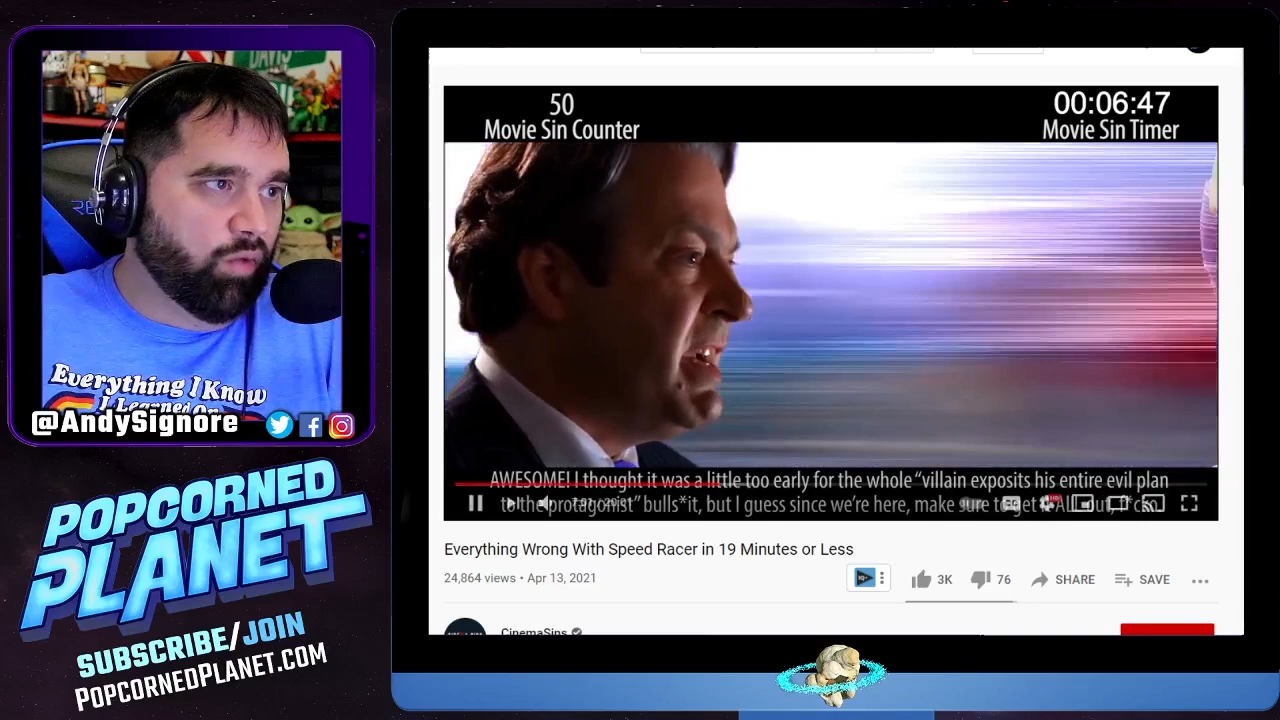 DAVIS
Everything I Know
I Learned On
@AndySignore
POPCORNED
PLANET
SUBSCRIBE/JOIN
POPCORNEDPLANET.COM
50
Movie Sin Counter
00:06:47
Movie Sin Timer
AWESOME! I thought it was a little too early for the whole “villain exposits his entire evil plan
to the protagonist” bulls*it, but I guess since we’re here, make sure to get
Everything Wrong With Speed Racer in 19 Minutes or Less
24,864 views • Apr 13, 2021
3K
76
SHARE
SAVE
CinemaSins